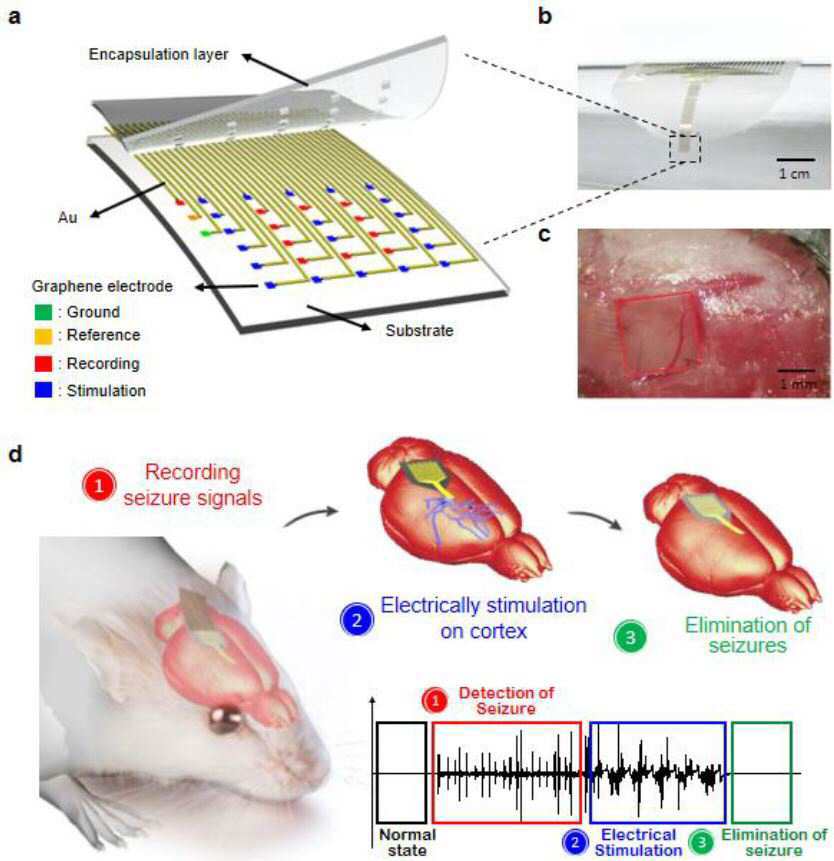 a
Encapsulation layer
Au
Graphene electrode
: Ground
: Reference
: Recording
: Stimulation
Substrate
b
1 cm
c
1 mm
d
1 Recording
seizure signals
2 Electrically stimulation
on cortex
3 Elimination of
seizures
1 Detection of
Seizure
Normal
state
2 Electrical
Stimulation
3 Elimination of
seizure